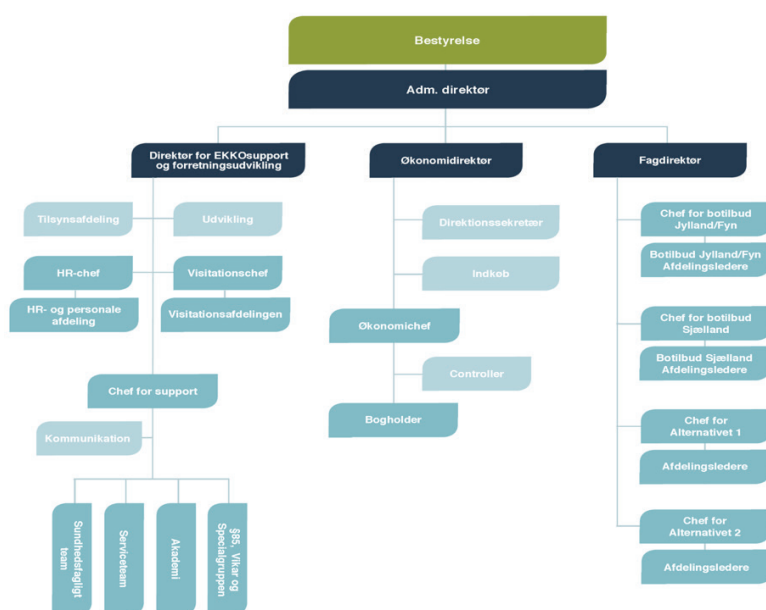 Bestyrelse
Adm. direktør
Direktør for EKKOsupport
og forretningsudvikling
Økonomidirektør
Fagdirektør
Tilsynsafdeling
Udvikling
HR-chef
Visitationschef
HR- og personale
afdeling
Visitationsafdelingen
Chef for support
Kommunikation
Sundhedsfagligt
team
Serviceteam
Akademi
§85, Vikar og
Specialgruppen
Direktionssekretær
Indkob
Økonomichef
Controller
Bogholder
Chef for botilbud
Jylland/Fyn
Botilbud Jylland/Fyn
Afdelingsledere
Chef for botilbud
Sjælland
Botilbud Sjælland
Afdelingsledere
Chef for
Alternativet 1
Afdelingsledere
Chef for
Alternativet 2
Afdelingsledere